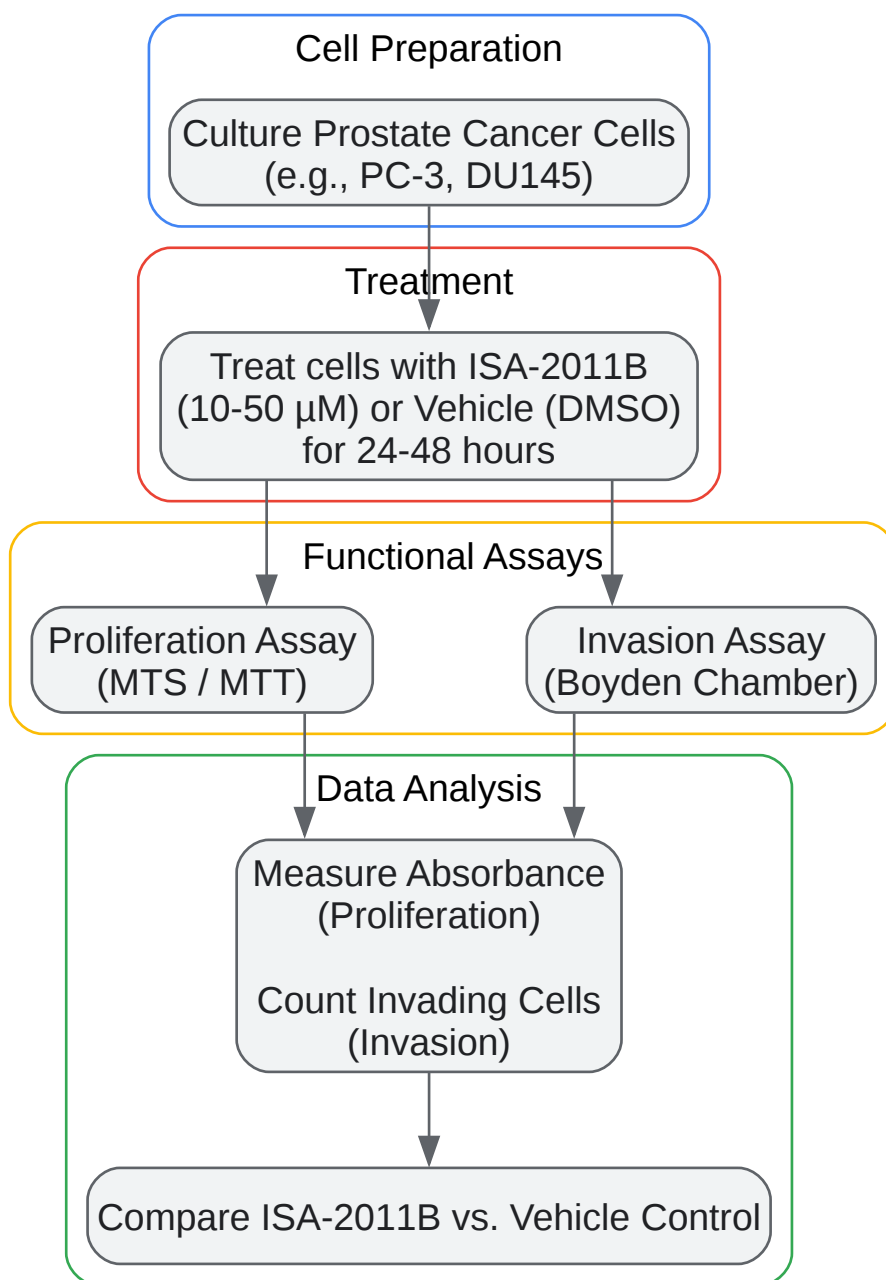 Cell Preparation
Culture Prostate Cancer Cells
(e.g., PC-3, DU145)
Treatment
Treat cells with ISA-2011B
(10-50 µM) or Vehicle (DMSO)
for 24-48 hours
Functional Assays
Proliferation Assay
(MTS / MTT)
Invasion Assay
(Boyden Chamber)
Data Analysis
Measure Absorbance
(Proliferation)
Count Invading Cells
(Invasion)
Compare ISA-2011B vs. Vehicle Control